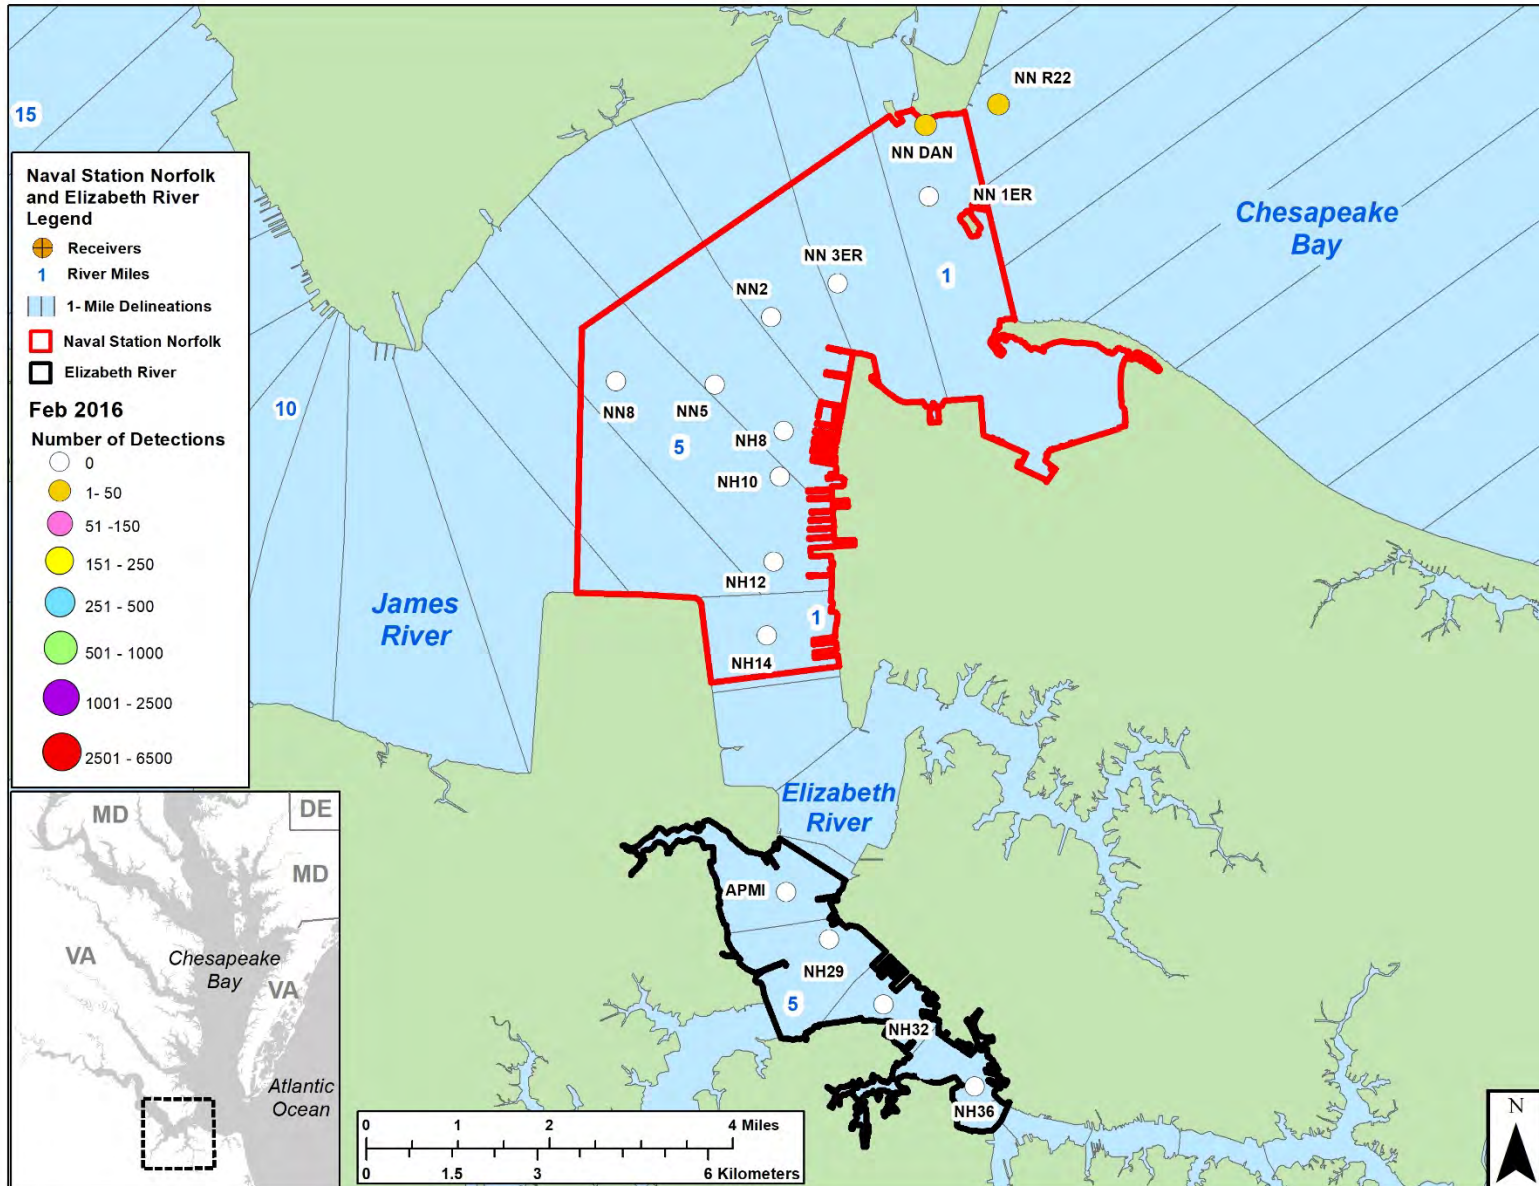 NN R22
15
NN DAN
Naval Station Norfolk
and Elizabeth River
Legend
Receivers
1 River Miles
1- Mile Delineations
Naval Station Norfolk
Elizabeth River
Feb 2016
Number of Detections
0
1- 50
51 -150
151 - 250
251 - 500
501 - 1000
1001 - 2500
2501 - 6500
NN 1ER
Chesapeake
Bay
NN 3ER
1
NN2
10
NN8
NN5
NH8
5
NH10
NH12
James
River
1
NH14
Elizabeth
River
APMI
NH29
5
NH32
NH36
MD
DE
MD
VA
Chesapeake
Bay
VA
Atlantic
Ocean
0 1 2 4 Miles
0 1.5 3 6 Kilometers
N